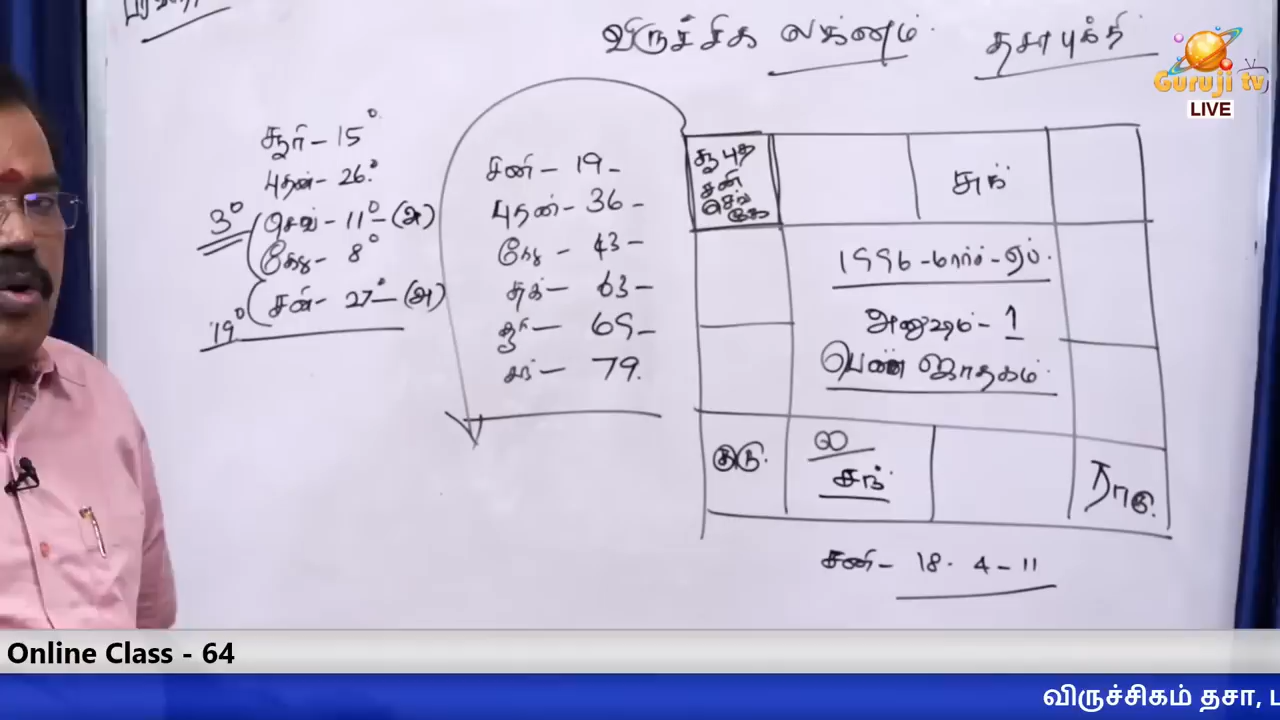 விருச்சிக லக்னம்
தசாபுக்தி
Guruji tv
LIVE
சூரி - 15°
புதன் - 26°
செவ் - 11° - (அ)
கேது - 8°
3°
சனி - 27° - (அ)
19°
சனி - 19 -
புதன் - 36 -
கேது - 43 -
சுக் - 63 -
சூ - 69 -
சந் - 79.
சூ புத
சனி
செவ்
கே
சுக்
1996 - மார்ச் - ஏப்.
அனுஷம் - 1
பெண் ஜாதகம்
குரு.
ல
சந்
ராகு.
சனி - 18 . 4 - 11
Online Class - 64
விருச்சிகம் தசா,